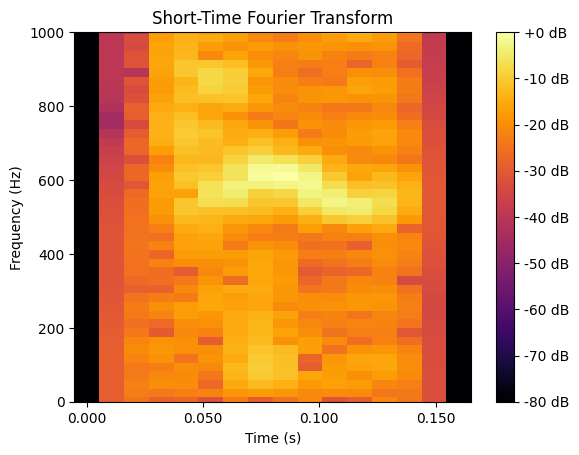 Short-Time Fourier Transform
Frequency (Hz)
1000
800
600
400
200
0
0.000
0.050
0.100
0.150
Time (s)
+0 dB
-10 dB
-20 dB
-30 dB
-40 dB
-50 dB
-60 dB
-70 dB
-80 dB